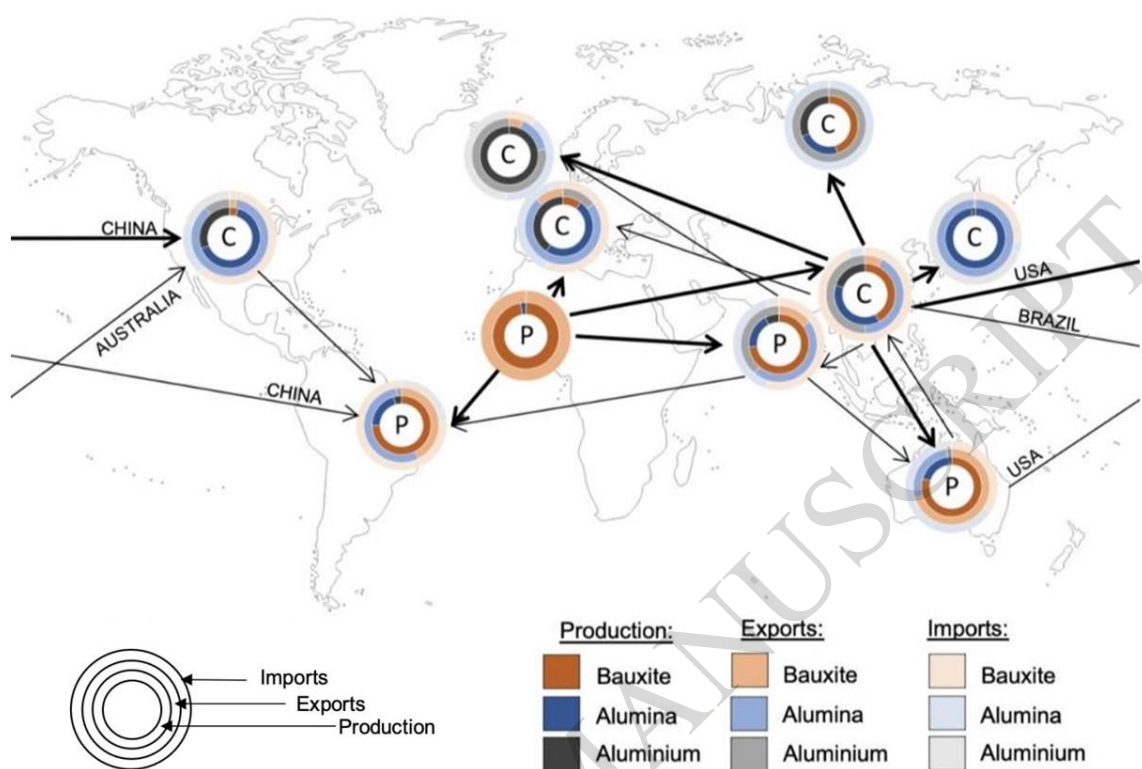 C
C
C
CHINA
C
C
USA
C
BRAZIL
AUSTRALIA
P
P
CHINA
P
P
USA
Imports
Exports
Production
Production:
Bauxite
Alumina
Aluminium
Exports:
Bauxite
Alumina
Aluminium
Imports:
Bauxite
Alumina
Aluminium
MANUSCRIPT